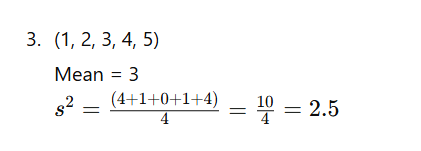 3. (1, 2, 3, 4, 5)
Mean = 3
s² = (4+1+0+1+4)/4 = 10/4 = 2.5